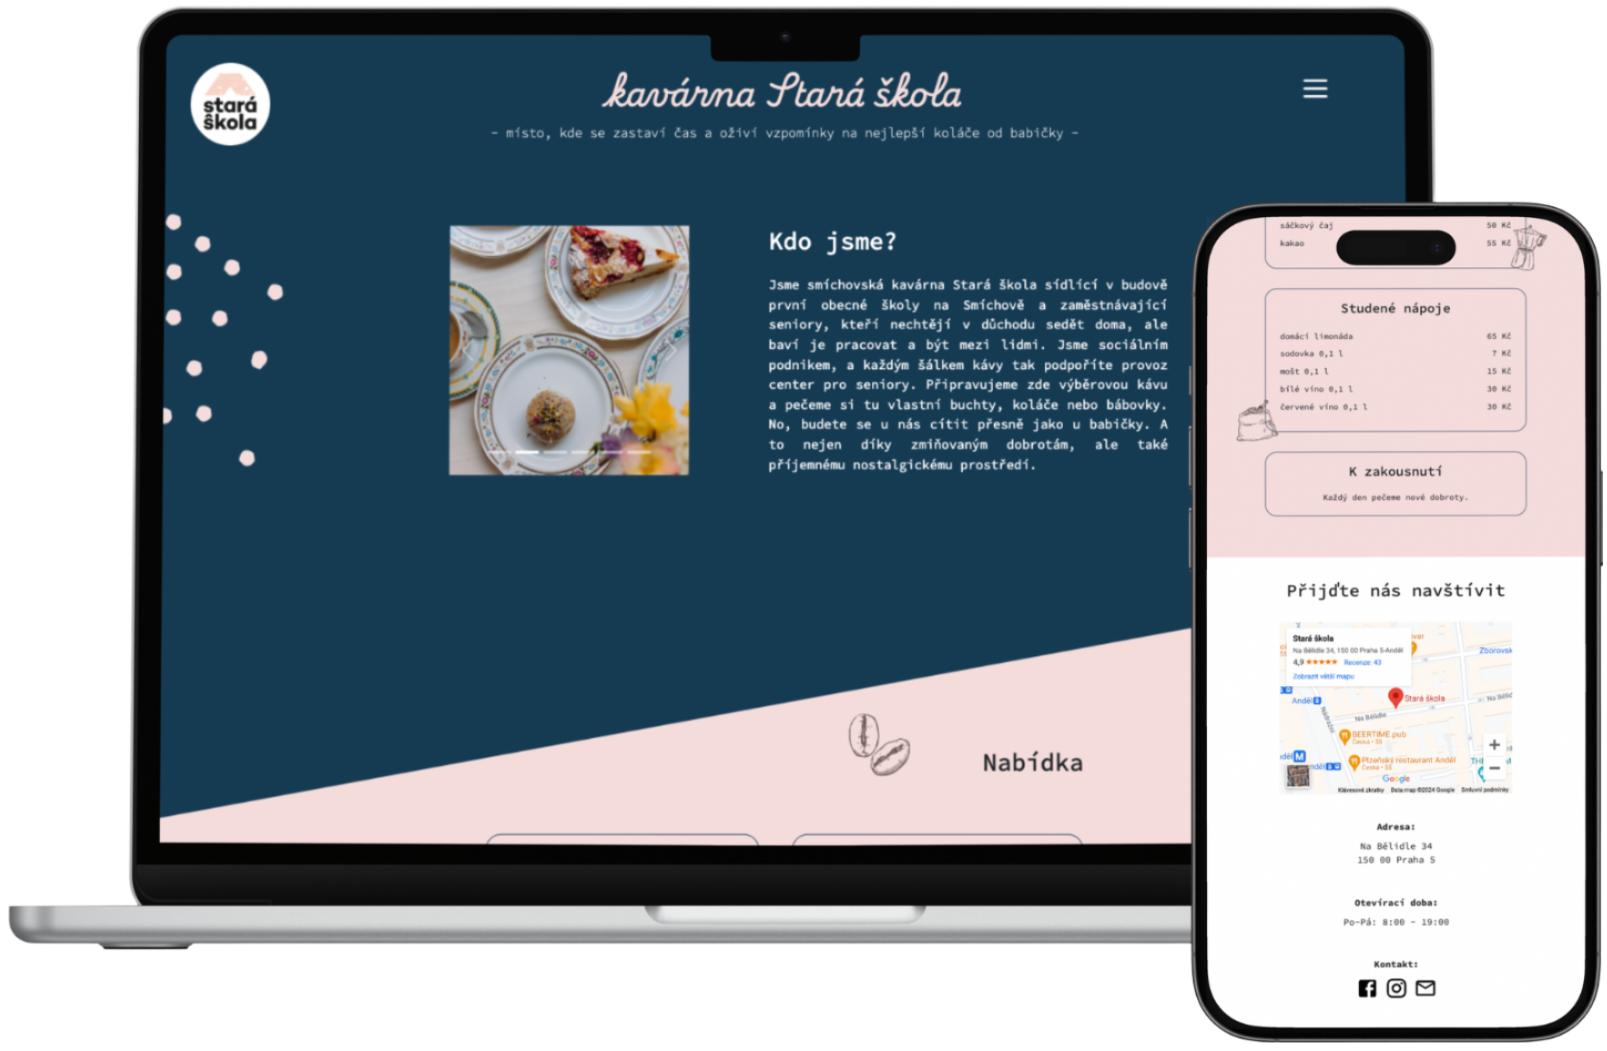 stará
škola
kavárna Stará škola
– místo, kde se zastaví čas a oživí vzpomínky na nejlepší koláče od babičky –
Kdo jsme?
Jsme smíchovská kavárna Stará škola sídlící v budově
první obecné školy na Smíchově a zaměstnávající
seniory, kteří nechtějí v důchodu sedět doma, ale
baví je pracovat a být mezi lidmi. Jsme sociálním
podnikem, a každým šálkem kávy tak podpoříte provoz
center pro seniory. Připravujeme zde výběrovou kávu
a pečeme si tu vlastní buchty, koláče nebo bábovky.
No, budete se u nás cítit přesně jako u babičky. A
to nejen díky zmiňovaným dobrotám, ale také
příjemnému nostalgickému prostředí.
Nabídka
sáčkový čaj 50 Kč
kakao 55 Kč
Studené nápoje
domácí limonáda 65 Kč
sodovka 0,1 l 7 Kč
mošt 0,1 l 15 Kč
bílé víno 0,1 l 30 Kč
červené víno 0,1 l 30 Kč
K zakousnutí
Každý den pečeme nové dobroty.
Přijďte nás navštívit
Stará škola
Na Bělidle 34, 150 00 Praha 5-Anděl
4,9 Recenze: 43
Zobrazit větší mapu
Zborovsk
Anděl
Stará škola
Na Bělidle
Nádražní
BEERTIME.pub
Česká • $$
Plzeňský restaurant Anděl
Česká • $$
Google
Klávesové zkratky Data map ©2024 Google Smluvní podmínky
Adresa:
Na Bělidle 34
150 00 Praha 5
Otevírací doba:
Po-Pá: 8:00 – 19:00
Kontakt: